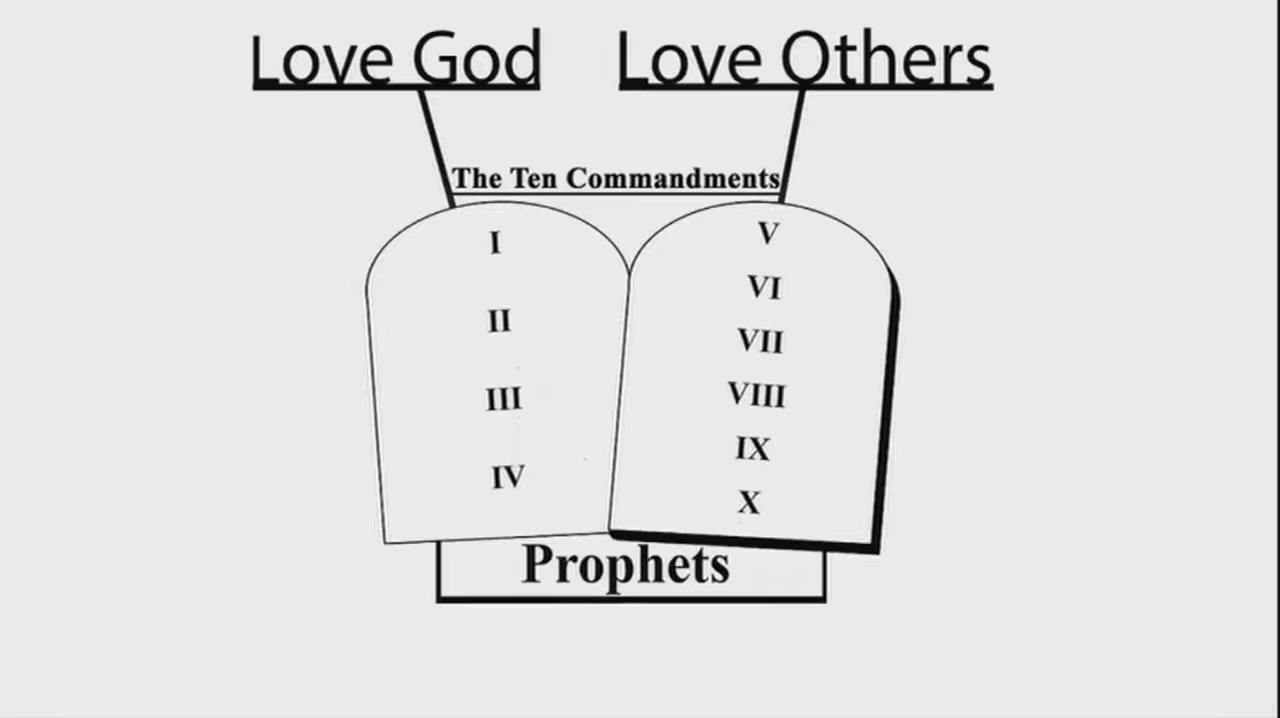 Love God
Love Others
The Ten Commandments
I
II
III
IV
V
VI
VII
VIII
IX
X
Prophets